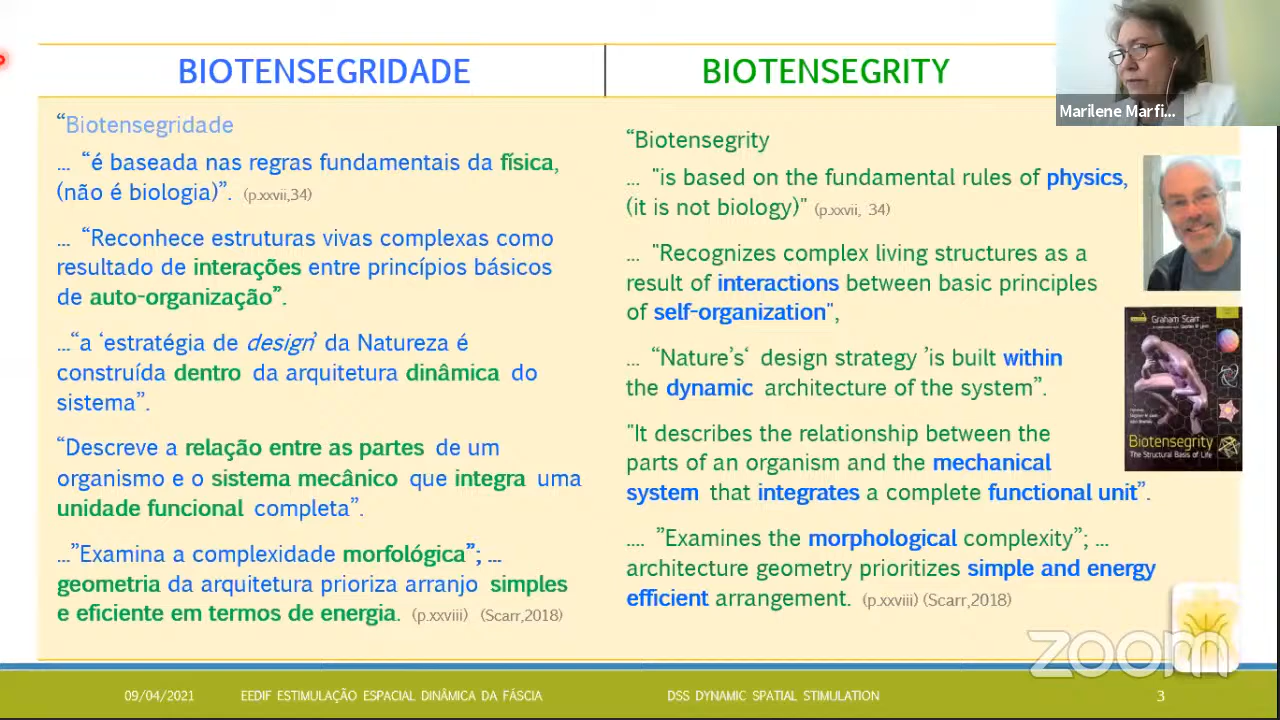 BIOTENSEGRIDADE
BIOTENSEGRITY
Marilene Marfi...
“Biotensegridade
... “é baseada nas regras fundamentais da física,
(não é biologia)”. (p.xxvii,34)
... “Reconhece estruturas vivas complexas como
resultado de interações entre princípios básicos
de auto-organização”.
...“a ‘estratégia de design’ da Natureza é
construída dentro da arquitetura dinâmica do
sistema”.
“Descreve a relação entre as partes de um
organismo e o sistema mecânico que integra uma
unidade funcional completa”.
...”Examina a complexidade morfológica”; ...
geometria da arquitetura prioriza arranjo simples
e eficiente em termos de energia. (p.xxviii) (Scarr,2018)
“Biotensegrity
... "is based on the fundamental rules of physics,
(it is not biology)" (p.xxvii, 34)
... "Recognizes complex living structures as a
result of interactions between basic principles
of self-organization",
... “Nature’s‘ design strategy ’is built within
the dynamic architecture of the system”.
"It describes the relationship between the
parts of an organism and the mechanical
system that integrates a complete functional unit”.
.... ”Examines the morphological complexity”; ...
architecture geometry prioritizes simple and energy
efficient arrangement. (p.xxviii) (Scarr,2018)
Graham Scarr
Biotensegrity
The Structural Basis of Life
zoom
09/04/2021
EEDIF ESTIMULAÇÃO ESPACIAL DINÂMICA DA FÁSCIA
DSS DYNAMIC SPATIAL STIMULATION
3